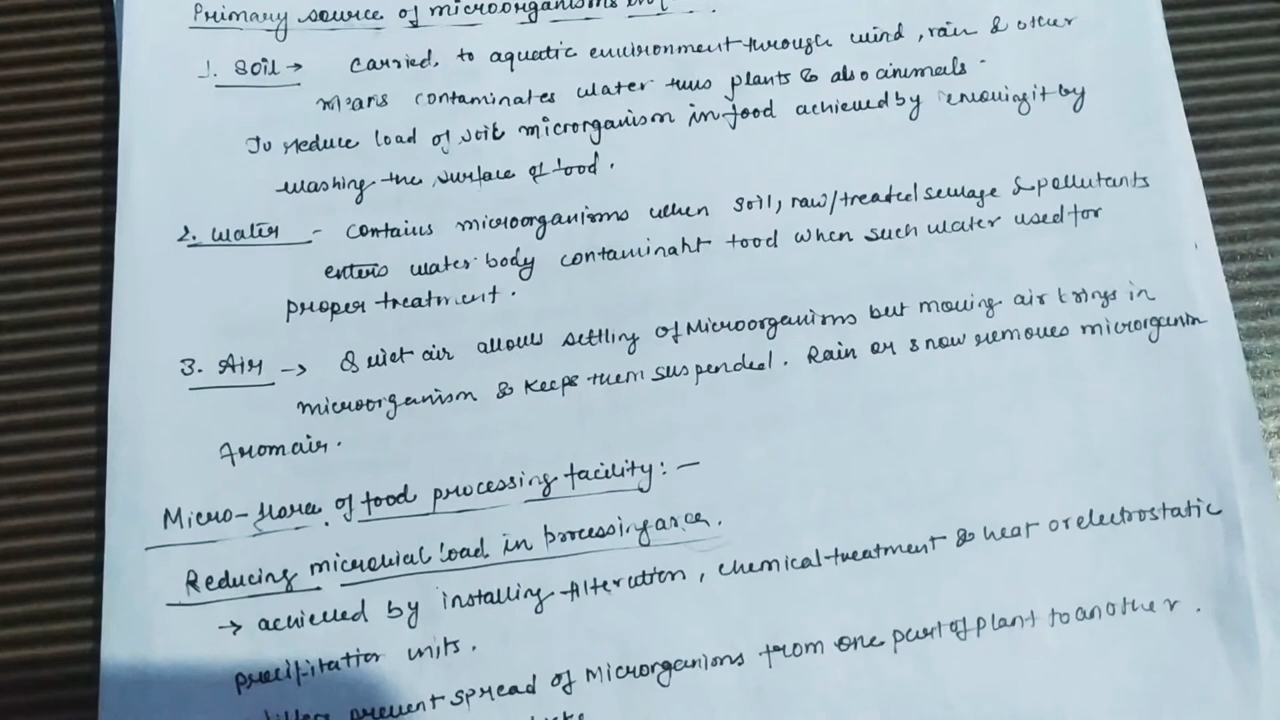 Primary source of microorganisms in
1. Soil → Carried, to aquatic environment through wind, rain & other
means contaminates water thus plants & also animals.
To reduce load of soil microrganism in food achieved by removing it by
washing the surface of food.
2. Water - contains microorganisms when soil, raw/treated sewage & pollutants
enters water body contaminaht food when such water used for
proper treatment.
3. Air → Quiet air allows settling of Microorganisms but moving air brings in
microorganism & keeps them suspended. Rain or snow removes microrganism
from air.
Micro-flora of food processing facility: -
Reducing microbial load in processing area.
→ achieved by installing filteration, chemical treatment & heat or electrostatic
precipitation units.
prevent spread of Microrganions from one part of plant to another.